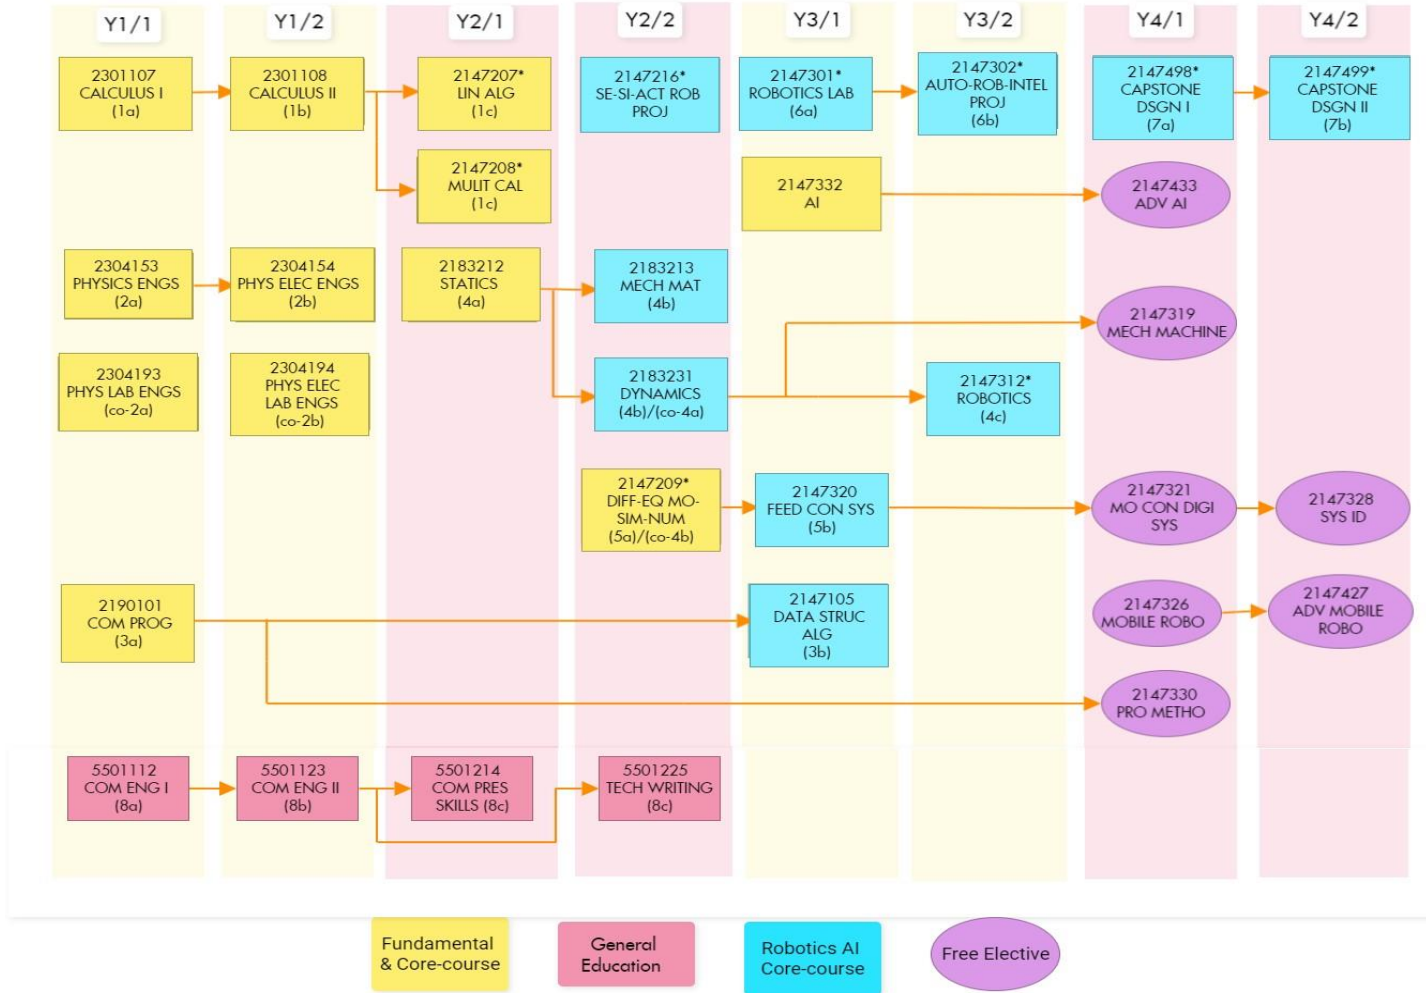 Y1/1
Y1/2
Y2/1
Y2/2
Y3/1
Y3/2
Y4/1
Y4/2
2301107
CALCULUS I
(1a)
2301108
CALCULUS II
(1b)
2147207*
LIN ALG
(1c)
2147216*
SE-SI-ACT ROB
PROJ
2147301*
ROBOTICS LAB
(6a)
2147302*
AUTO-ROB-INTEL
PROJ
(6b)
2147498*
CAPSTONE
DSGN I
(7a)
2147499*
CAPSTONE
DSGN II
(7b)
2147208*
MULIT CAL
(1c)
2147332
AI
2147433
ADV AI
2304153
PHYSICS ENGS
(2a)
2304154
PHYS ELEC ENGS
(2b)
2183212
STATICS
(4a)
2183213
MECH MAT
(4b)
2147319
MECH MACHINE
2304193
PHYS LAB ENGS
(co-2a)
2304194
PHYS ELEC
LAB ENGS
(co-2b)
2183231
DYNAMICS
(4b)/(co-4a)
2147312*
ROBOTICS
(4c)
2147209*
DIFF-EQ MO-
SIM-NUM
(5a)/(co-4b)
2147320
FEED CON SYS
(5b)
2147321
MO CON DIGI
SYS
2147328
SYS ID
2190101
COM PROG
(3a)
2147105
DATA STRUC
ALG
(3b)
2147326
MOBILE ROBO
2147427
ADV MOBILE
ROBO
2147330
PRO METHO
5501112
COM ENG I
(8a)
5501123
COM ENG II
(8b)
5501214
COM PRES
SKILLS (8c)
5501225
TECH WRITING
(8c)
Fundamental
& Core-course
General
Education
Robotics AI
Core-course
Free Elective